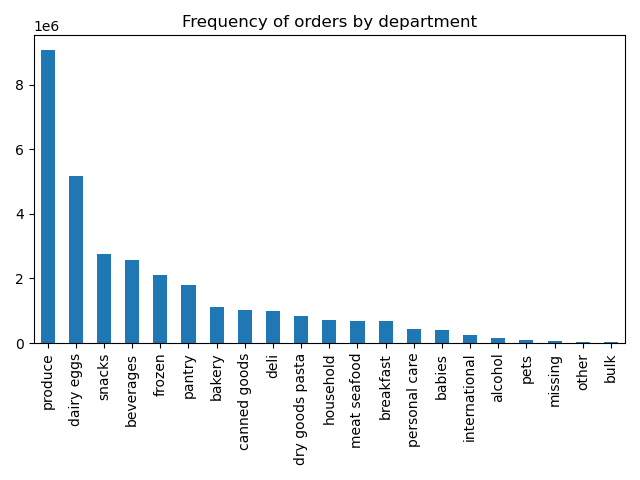 Frequency of orders by department
1e6
8
6
4
2
0
produce
dairy eggs
snacks
beverages
frozen
pantry
bakery
canned goods
deli
dry goods pasta
household
meat seafood
breakfast
personal care
babies
international
alcohol
pets
missing
other
bulk